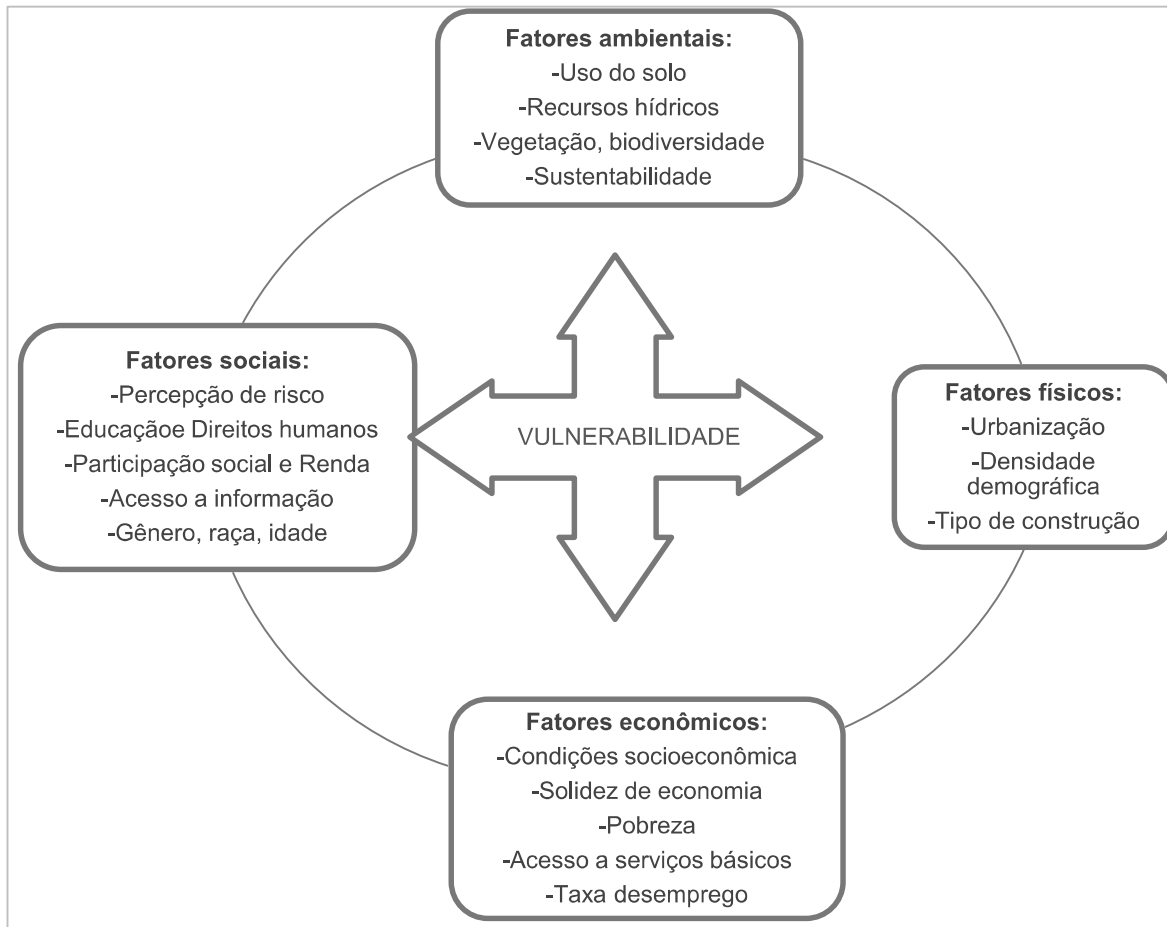 Fatores ambientais:
-Uso do solo
-Recursos hídricos
-Vegetação, biodiversidade
-Sustentabilidade
Fatores sociais:
-Percepção de risco
-Educaçãoe Direitos humanos
-Participação social e Renda
-Acesso a informação
-Gênero, raça, idade
VULNERABILIDADE
Fatores físicos:
-Urbanização
-Densidade
demográfica
-Tipo de construção
Fatores econômicos:
-Condições socioeconômica
-Solidez de economia
-Pobreza
-Acesso a serviços básicos
-Taxa desemprego